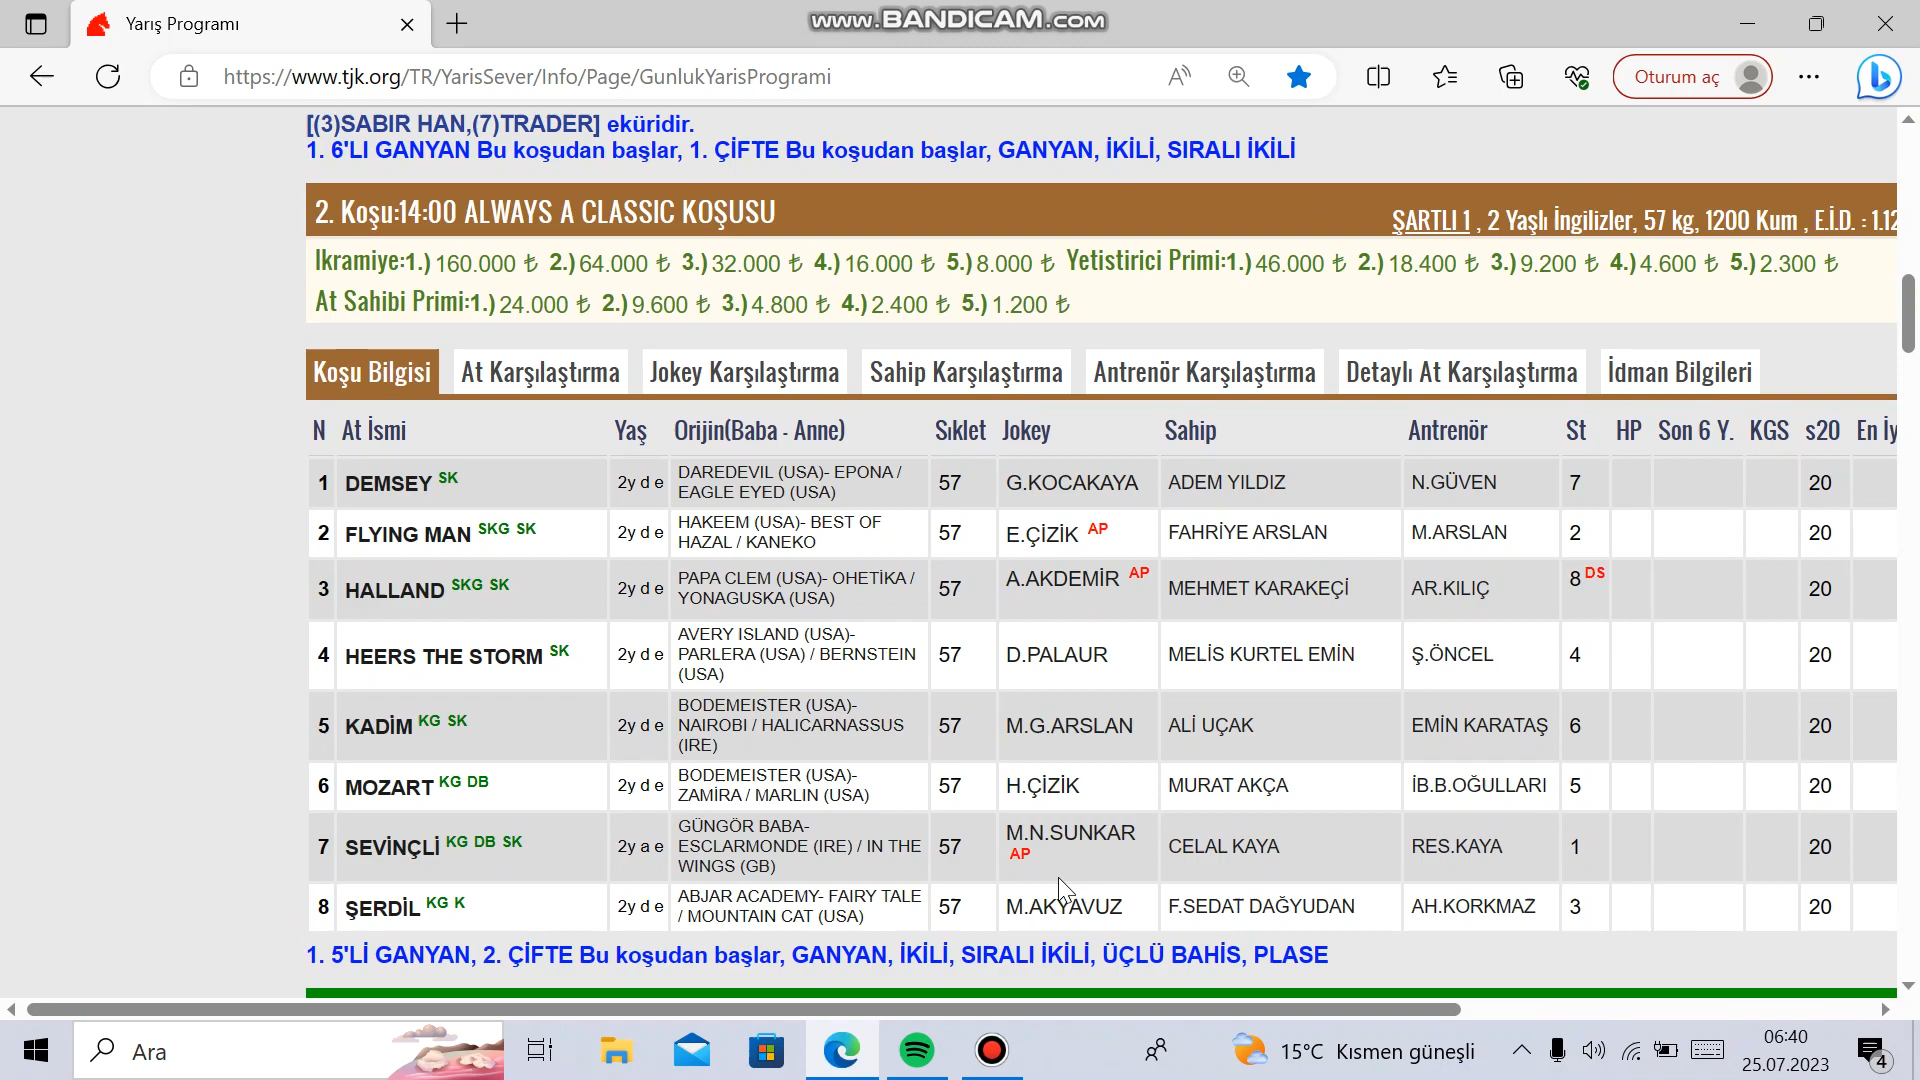 Yarış Programı
www.BANDICAM.com
https://www.tjk.org/TR/YarisSever/Info/Page/GunlukYarisProgrami
Oturum aç
[(3)SABIR HAN,(7)TRADER] eküridir.
1. 6'LI GANYAN Bu koşudan başlar, 1. ÇİFTE Bu koşudan başlar, GANYAN, İKİLİ, SIRALI İKİLİ
2. Koşu:14:00 ALWAYS A CLASSIC KOŞUSU
ŞARTLI 1 , 2 Yaşlı İngilizler, 57 kg, 1200 Kum , E.İ.D. : 1.12
Ikramiye:1.) 160.000 ₺ 2.) 64.000 ₺ 3.) 32.000 ₺ 4.) 16.000 ₺ 5.) 8.000 ₺ Yetistirici Primi:1.) 46.000 ₺ 2.) 18.400 ₺ 3.) 9.200 ₺ 4.) 4.600 ₺ 5.) 2.300 ₺
At Sahibi Primi:1.) 24.000 ₺ 2.) 9.600 ₺ 3.) 4.800 ₺ 4.) 2.400 ₺ 5.) 1.200 ₺
Koşu Bilgisi At Karşılaştırma Jokey Karşılaştırma Sahip Karşılaştırma Antrenör Karşılaştırma Detaylı At Karşılaştırma İdman Bilgileri
N At İsmi Yaş Orijin(Baba - Anne) Sıklet Jokey Sahip Antrenör St HP Son 6 Y. KGS s20 En İy
1 DEMSEY SK 2y d e DAREDEVIL (USA)- EPONA / EAGLE EYED (USA) 57 G.KOCAKAYA ADEM YILDIZ N.GÜVEN 7 20
2 FLYING MAN SKG SK 2y d e HAKEEM (USA)- BEST OF HAZAL / KANEKO 57 E.ÇİZİK AP FAHRİYE ARSLAN M.ARSLAN 2 20
3 HALLAND SKG SK 2y d e PAPA CLEM (USA)- OHETİKA / YONAGUSKA (USA) 57 A.AKDEMİR AP MEHMET KARAKEÇİ AR.KILIÇ 8 DS 20
4 HEERS THE STORM SK 2y d e AVERY ISLAND (USA)- PARLERA (USA) / BERNSTEIN (USA) 57 D.PALAUR MELİS KURTEL EMİN Ş.ÖNCEL 4 20
5 KADİM KG SK 2y d e BODEMEISTER (USA)- NAIROBI / HALICARNASSUS (IRE) 57 M.G.ARSLAN ALİ UÇAK EMİN KARATAŞ 6 20
6 MOZART KG DB 2y d e BODEMEISTER (USA)- ZAMİRA / MARLIN (USA) 57 H.ÇİZİK MURAT AKÇA İB.B.OĞULLARI 5 20
7 SEVİNÇLİ KG DB SK 2y a e GÜNGÖR BABA- ESCLARMONDE (IRE) / IN THE WINGS (GB) 57 M.N.SUNKAR AP CELAL KAYA RES.KAYA 1 20
8 ŞERDİL KG K 2y d e ABJAR ACADEMY- FAIRY TALE / MOUNTAIN CAT (USA) 57 M.AKYAVUZ F.SEDAT DAĞYUDAN AH.KORKMAZ 3 20
1. 5'Lİ GANYAN, 2. ÇİFTE Bu koşudan başlar, GANYAN, İKİLİ, SIRALI İKİLİ, ÜÇLÜ BAHİS, PLASE
Ara
15°C Kısmen güneşli
06:40
25.07.2023
4